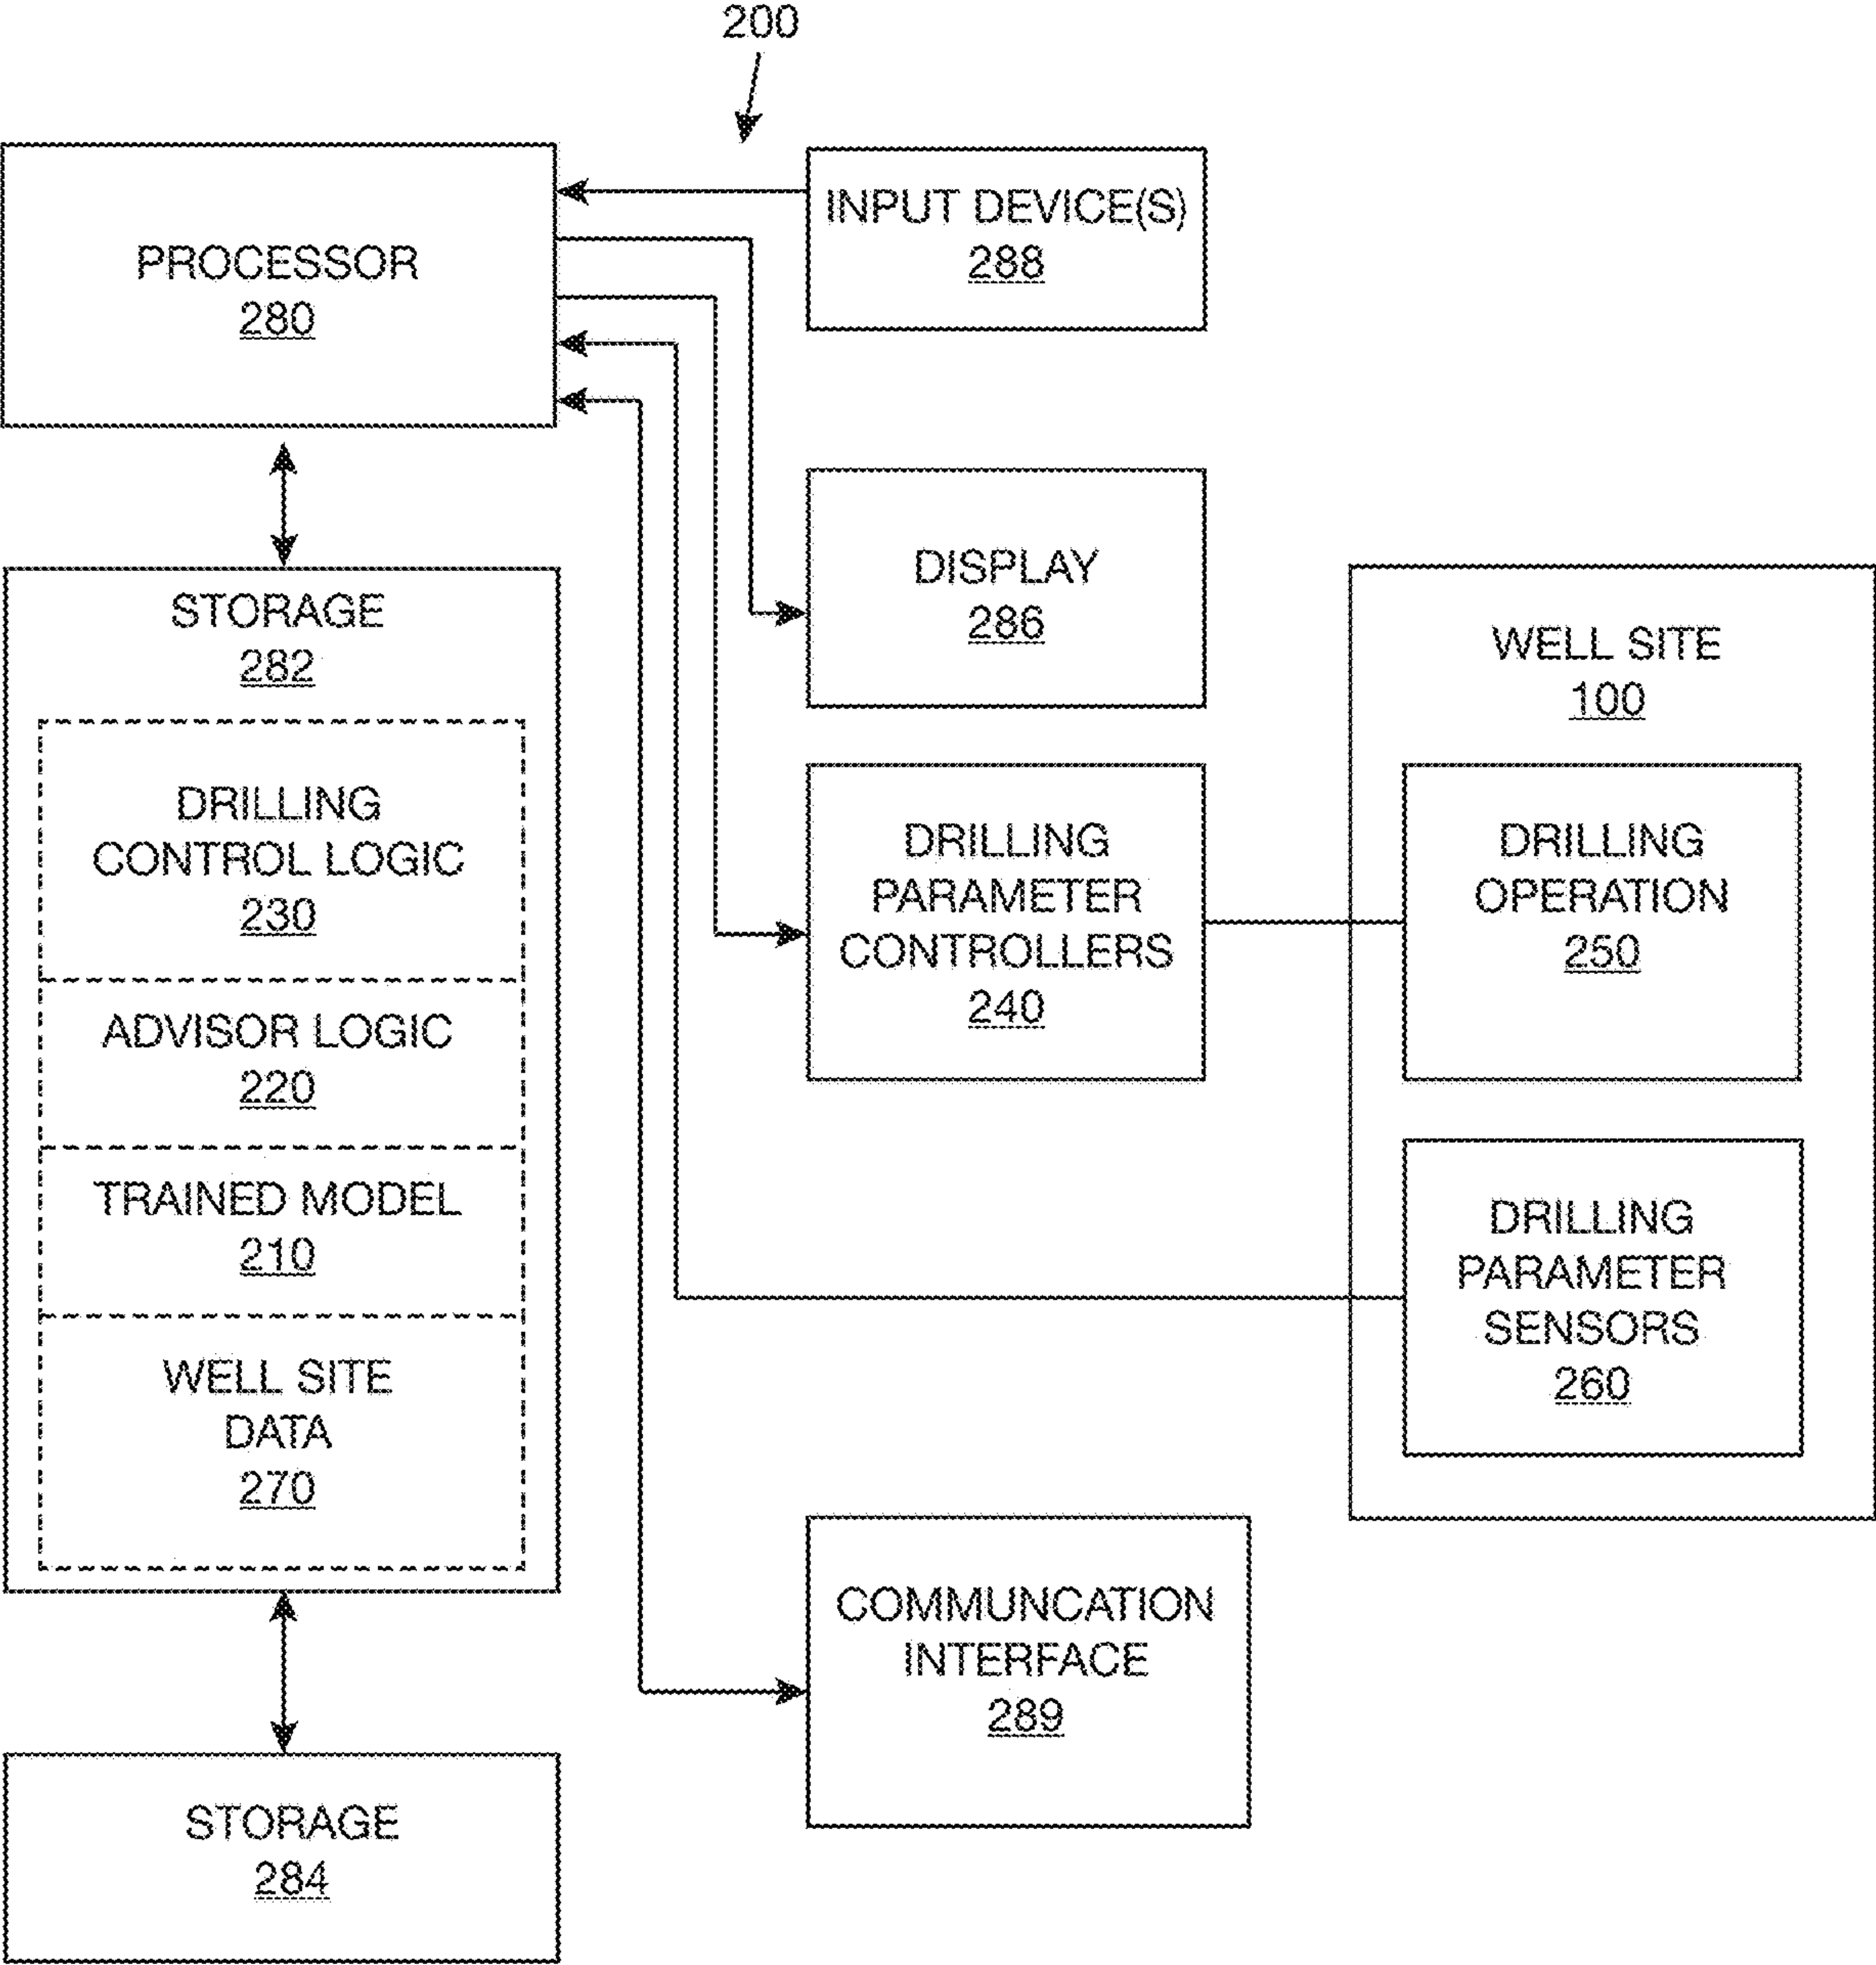 200
PROCESSOR
280
INPUT DEVICE(S)
288
DISPLAY
286
STORAGE
282
DRILLING
CONTROL LOGIC
230
ADVISOR LOGIC
220
TRAINED MODEL
210
WELL SITE
DATA
270
STORAGE
284
DRILLING
PARAMETER
CONTROLLERS
240
WELL SITE
100
DRILLING
OPERATION
250
DRILLING
PARAMETER
SENSORS
260
COMMUNCATION
INTERFACE
289